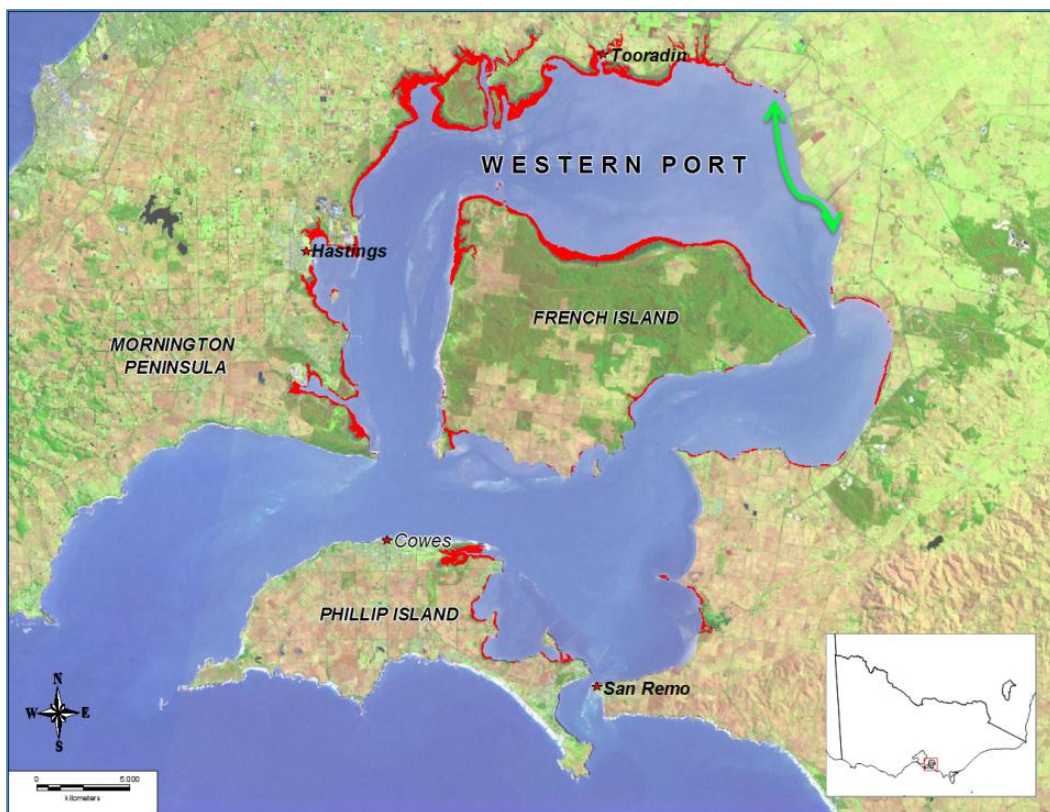 Tooradin
WESTERN PORT
Hastings
FRENCH ISLAND
MORNINGTON
PENINSULA
Cowes
PHILLIP ISLAND
San Remo
N
W E
S
0 5,000
kilometers